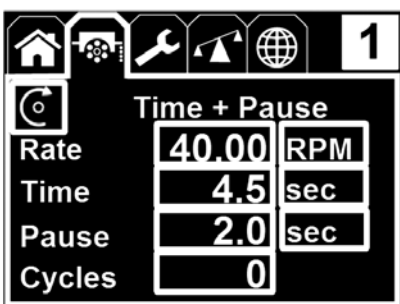 1
Time + Pause
Rate 40.00 RPM
Time 4.5 sec
Pause 2.0 sec
Cycles 0